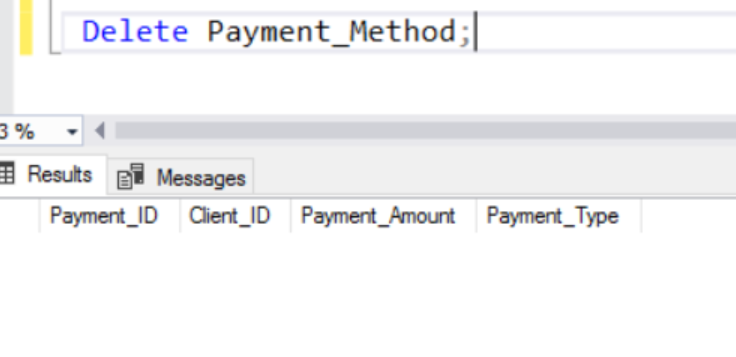 Delete Payment_Method;
3 %
Results Messages
Payment_ID Client_ID Payment_Amount Payment_Type